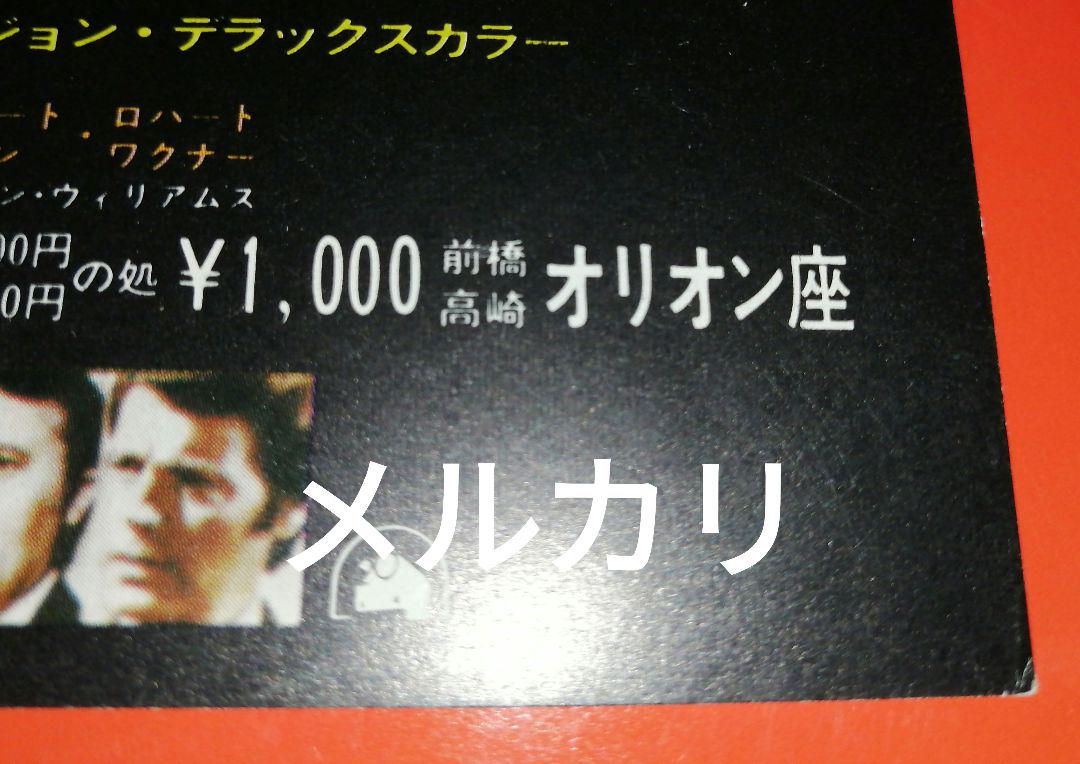 ジョン・デラックスカラー
ート・ロハート
ン ワクナー
ン・ウィリアムス
00円
0円
の処 ¥1,000 前橋 高崎 オリオン座
メルカリ